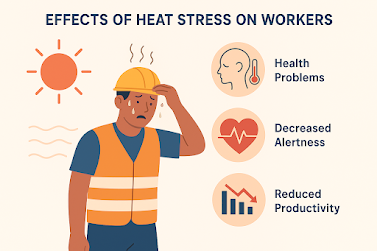 EFFECTS OF HEAT STRESS ON WORKERS
Health
Problems
Decreased
Alertness
Reduced
Productivity